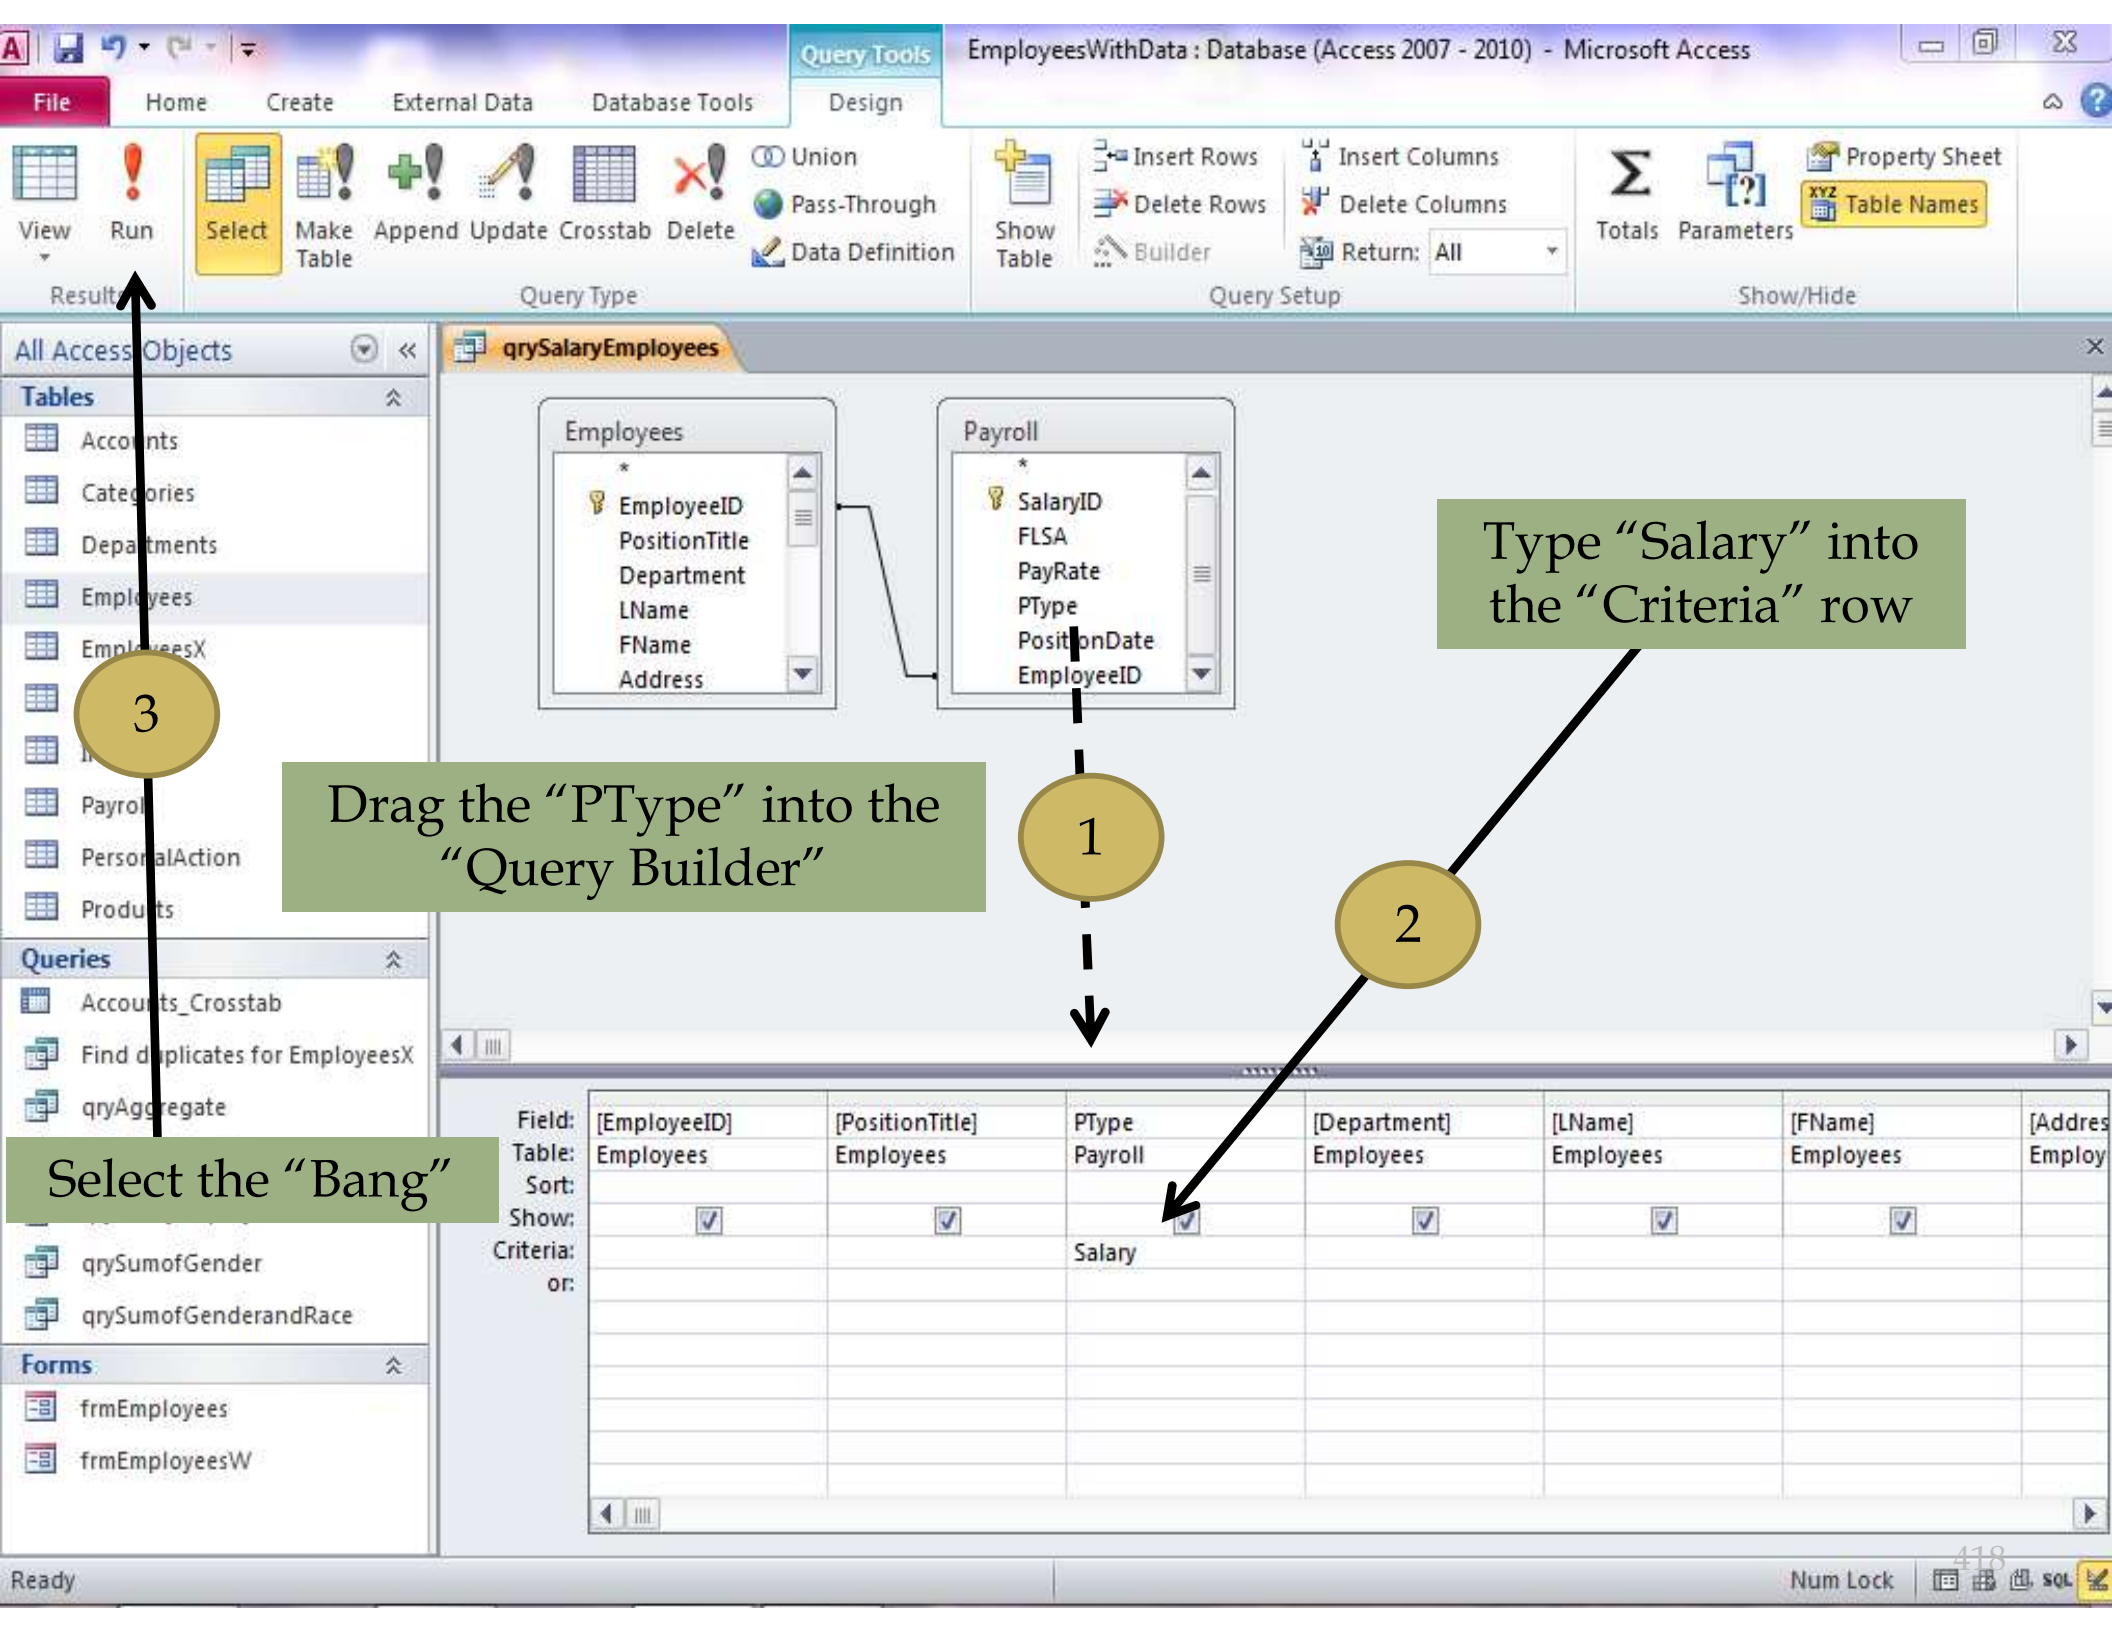 Query Tools
EmployeesWithData : Database (Access 2007 - 2010) - Microsoft Access
File Home Create External Data Database Tools Design
View Run Select Make Table Append Update Crosstab Delete
Union
Pass-Through
Data Definition
Show Table
Insert Rows
Delete Rows
Builder
Insert Columns
Delete Columns
Return: All
Totals Parameters
Property Sheet
Table Names
Results Query Type Query Setup Show/Hide
All Access Objects
qrySalaryEmployees
Tables
Accounts
Categories
Departments
Employees
EmployeesX
Payroll
PersonalAction
Products
Queries
Accounts_Crosstab
Find duplicates for EmployeesX
qryAggregate
qrySumofGender
qrySumofGenderandRace
Forms
frmEmployees
frmEmployeesW
Employees
*
EmployeeID
PositionTitle
Department
LName
FName
Address
Payroll
*
SalaryID
FLSA
PayRate
PType
PositionDate
EmployeeID
Type “Salary” into
the “Criteria” row
Drag the “PType” into the
“Query Builder”
1
2
3
Select the “Bang”
Field: [EmployeeID] [PositionTitle] PType [Department] [LName] [FName] [Addres
Table: Employees Employees Payroll Employees Employees Employees Employ
Sort:
Show:
Criteria: Salary
or:
Ready
Num Lock
SQL
418